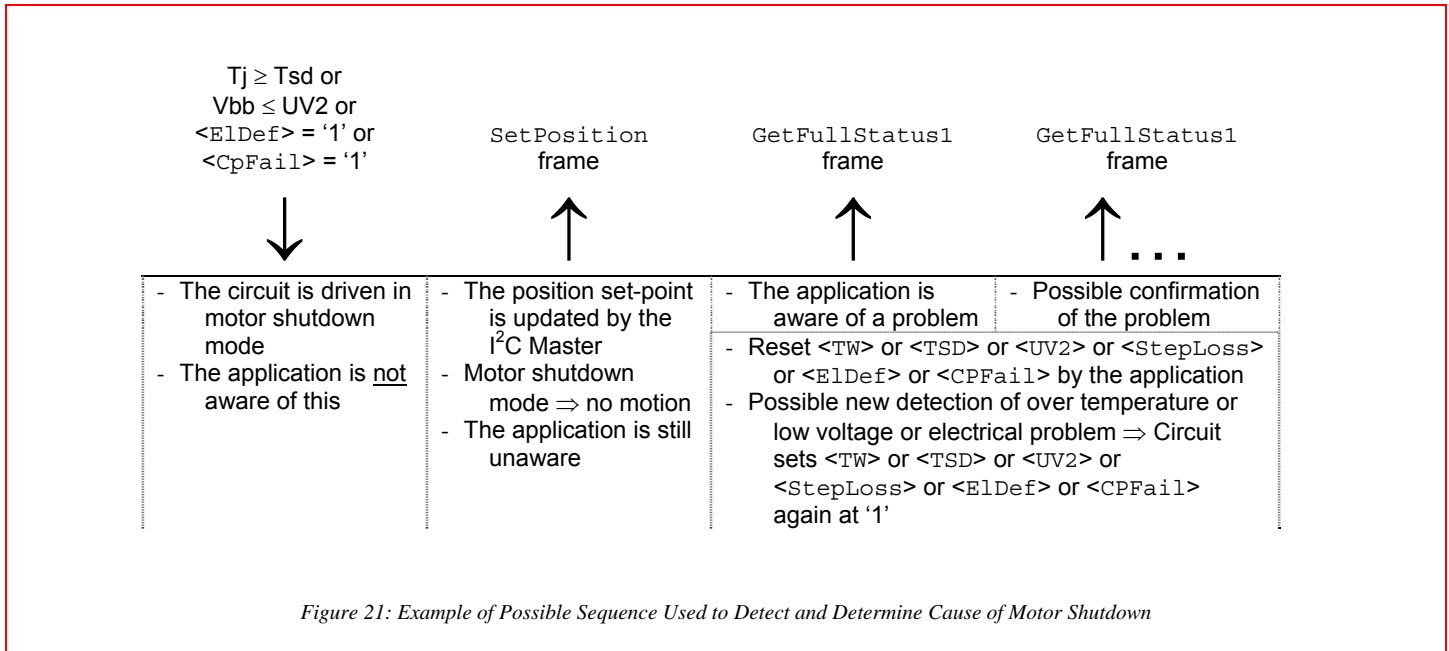 Tj ≥ Tsd or
Vbb ≤ UV2 or
<ElDef> = ‘1’ or
<CpFail> = ‘1’
SetPosition
frame
GetFullStatus1
frame
GetFullStatus1
frame
...
- The circuit is driven in
motor shutdown
mode
- The application is not
aware of this
- The position set-point
is updated by the
I²C Master
- Motor shutdown
mode ⇒ no motion
- The application is still
unaware
- The application is
aware of a problem
- Possible confirmation
of the problem
- Reset <TW> or <TSD> or <UV2> or <StepLoss>
or <ElDef> or <CPFail> by the application
- Possible new detection of over temperature or
low voltage or electrical problem ⇒ Circuit
sets <TW> or <TSD> or <UV2> or
<StepLoss> or <ElDef> or <CPFail>
again at ‘1’
Figure 21: Example of Possible Sequence Used to Detect and Determine Cause of Motor Shutdown